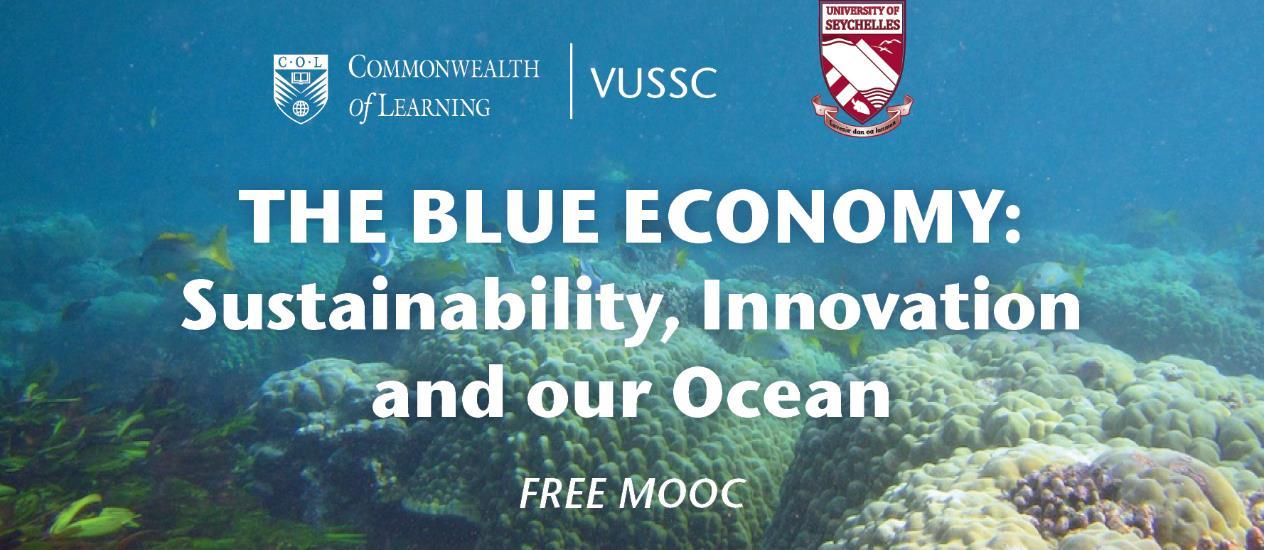 C·O·L
COMMONWEALTH
of LEARNING
VUSSC
UNIVERSITY OF
SEYCHELLES
THE BLUE ECONOMY:
Sustainability, Innovation
and our Ocean
FREE MOOC